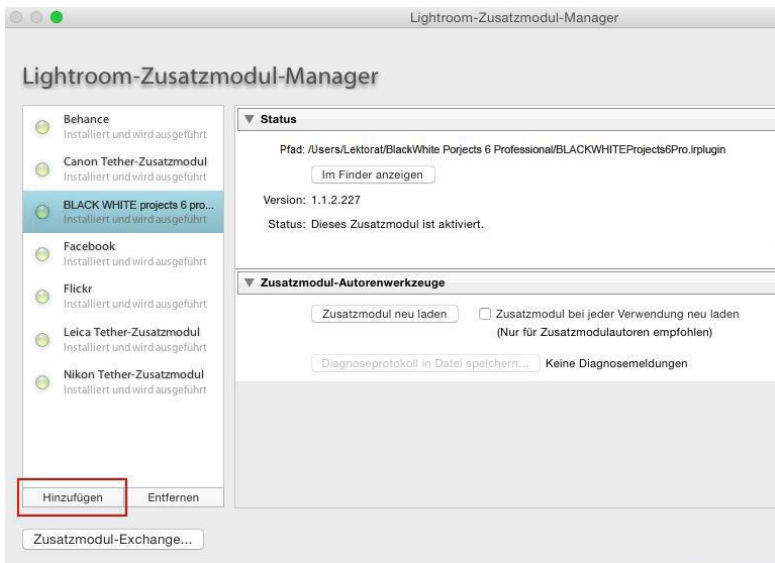 Lightroom-Zusatzmodul-Manager
Lightroom-Zusatzmodul-Manager
Behance
Installiert und wird ausgeführt
Canon Tether-Zusatzmodul
Installiert und wird ausgeführt
BLACK WHITE projects 6 pro...
Installiert und wird ausgeführt
Facebook
Installiert und wird ausgeführt
Flickr
Installiert und wird ausgeführt
Leica Tether-Zusatzmodul
Installiert und wird ausgeführt
Nikon Tether-Zusatzmodul
Installiert und wird ausgeführt
Hinzufügen
Entfernen
Zusatzmodul-Exchange...
Status
Pfad: /Users/Lektorat/BlackWhite Porjects 6 Professional/BLACKWHITEProjects6Pro.lrplugin
Im Finder anzeigen
Version: 1.1.2.227
Status: Dieses Zusatzmodul ist aktiviert.
Zusatzmodul-Autorenwerkzeuge
Zusatzmodul neu laden
Zusatzmodul bei jeder Verwendung neu laden
(Nur für Zusatzmodulautoren empfohlen)
Diagnoseprotokoll in Datei speichern...
Keine Diagnosemeldungen